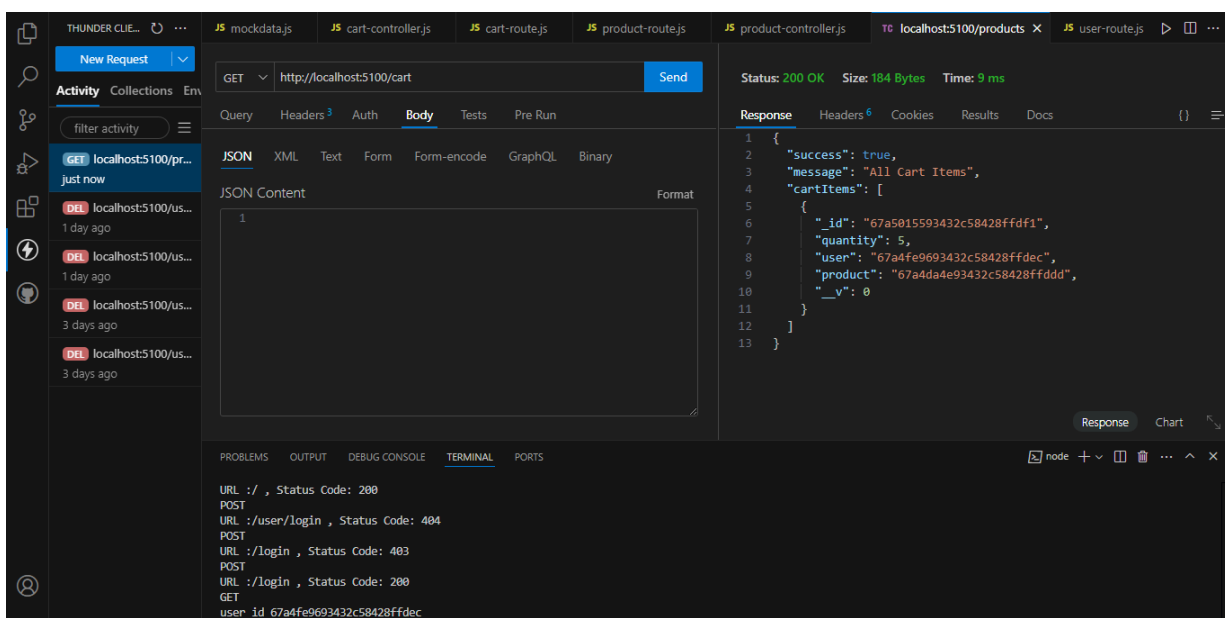 THUNDER CLIE... ...
JS mockdata.js JS cart-controller.js JS cart-route.js JS product-route.js JS product-controller.js TC localhost:5100/products JS user-route.js ...
New Request
Activity Collections Env
filter activity
GET localhost:5100/pr...
just now
DEL localhost:5100/us...
1 day ago
DEL localhost:5100/us...
1 day ago
DEL localhost:5100/us...
3 days ago
DEL localhost:5100/us...
3 days ago
GET http://localhost:5100/cart Send
Query Headers 3 Auth Body Tests Pre Run
JSON XML Text Form Form-encode GraphQL Binary
JSON Content Format
1
Status: 200 OK Size: 184 Bytes Time: 9 ms
Response Headers 6 Cookies Results Docs {}
1 {
2 "success": true,
3 "message": "All Cart Items",
4 "cartItems": [
5 {
6 "_id": "67a5015593432c58428ffdf1",
7 "quantity": 5,
8 "user": "67a4fe9693432c58428ffdec",
9 "product": "67a4da4e93432c58428ffddd",
10 "__v": 0
11 }
12 ]
13 }
Response Chart
PROBLEMS OUTPUT DEBUG CONSOLE TERMINAL PORTS node ...
URL :/ , Status Code: 200
POST
URL :/user/login , Status Code: 404
POST
URL :/login , Status Code: 403
POST
URL :/login , Status Code: 200
GET
user id 67a4fe9693432c58428ffdec